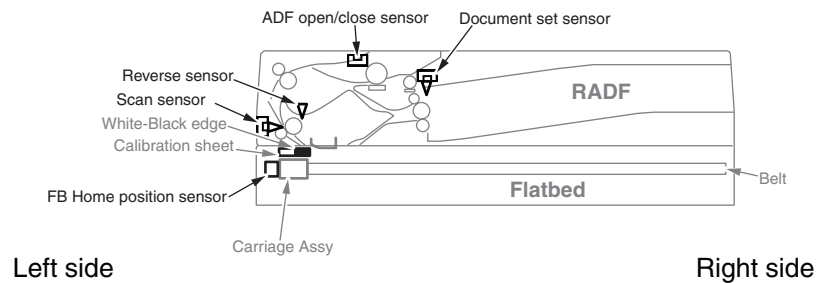 ADF open/close sensor
Document set sensor
Reverse sensor
Scan sensor
RADF
White-Black edge
Calibration sheet
Belt
FB Home position sensor
Flatbed
Carriage Assy
Left side
Right side